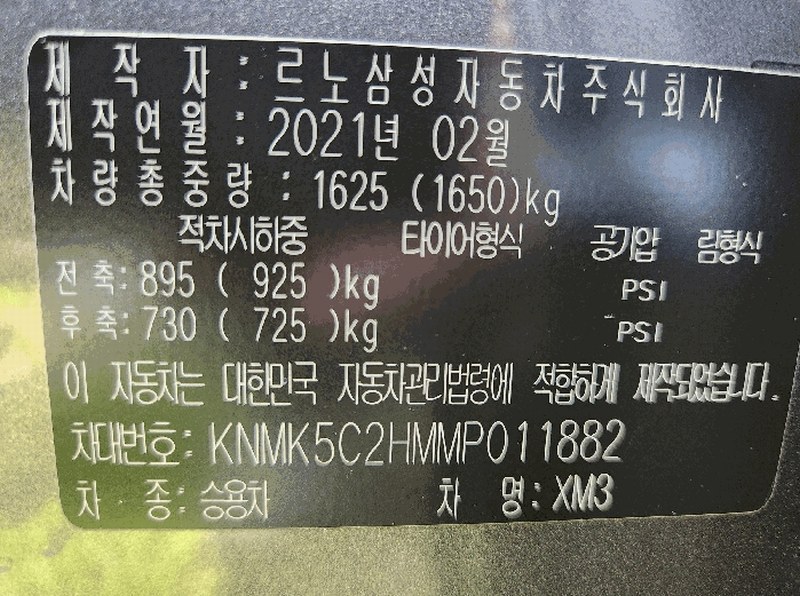 제 작 자 : 르노삼성자동차주식회사
제작연월 : 2021년 02월
차량총중량 : 1625 (1650)kg
적차시하중 타이어형식 공기압 림형식
전 축: 895 ( 925 )kg PSI
후 축: 730 ( 725 )kg PSI
이 자동차는 대한민국 자동차관리법령에 적합하게 제작되었습니다.
차대번호: KNMK5C2HMMP011882
차 종: 승용차 차 명: XM3